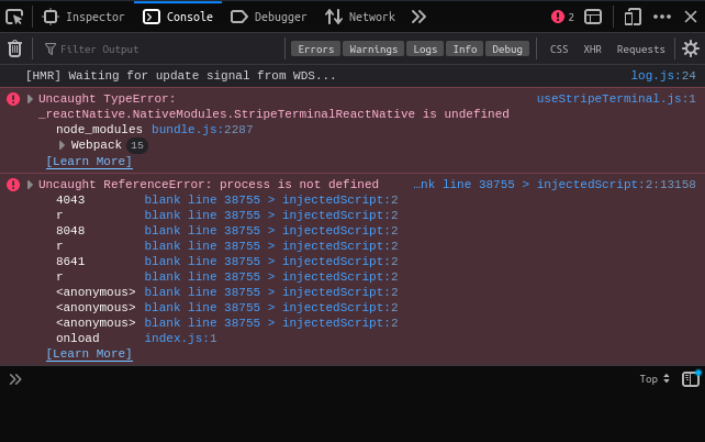 Inspector Console Debugger Network 2
Filter Output Errors Warnings Logs Info Debug CSS XHR Requests
[HMR] Waiting for update signal from WDS... log.js:24
Uncaught TypeError: useStripeTerminal.js:1
_reactNative.NativeModules.StripeTerminalReactNative is undefined
node_modules bundle.js:2287
Webpack 15
[Learn More]
Uncaught ReferenceError: process is not defined …nk line 38755 > injectedScript:2:13158
4043 blank line 38755 > injectedScript:2
r blank line 38755 > injectedScript:2
8048 blank line 38755 > injectedScript:2
r blank line 38755 > injectedScript:2
8641 blank line 38755 > injectedScript:2
r blank line 38755 > injectedScript:2
<anonymous> blank line 38755 > injectedScript:2
<anonymous> blank line 38755 > injectedScript:2
<anonymous> blank line 38755 > injectedScript:2
onload index.js:1
[Learn More]
Top